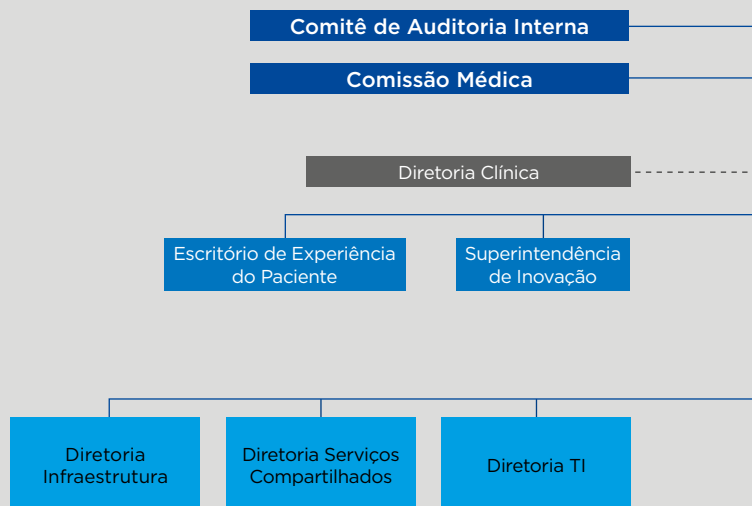 Comitê de Auditoria Interna
Comissão Médica
Diretoria Clínica
Escritório de Experiência
do Paciente
Superintendência
de Inovação
Diretoria
Infraestrutura
Diretoria Serviços
Compartilhados
Diretoria TI